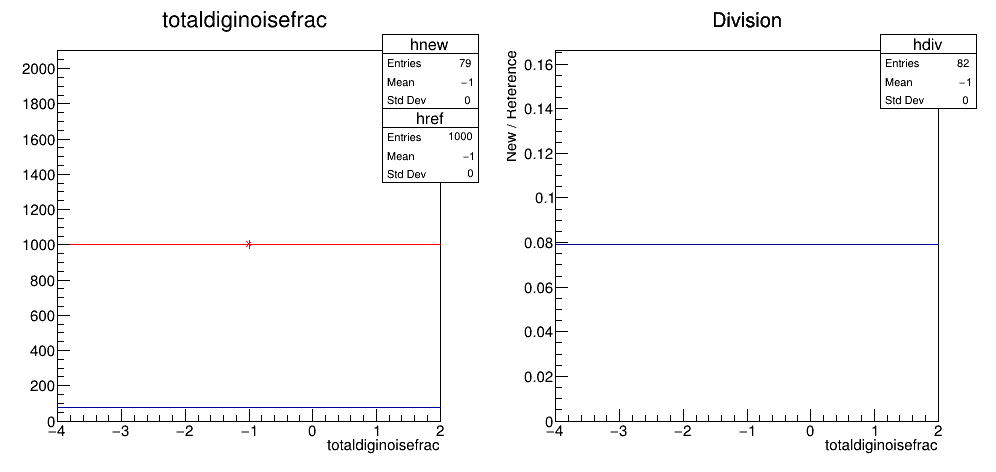 totaldiginoisefrac
hnew
Entries 79
Mean −1
Std Dev 0
href
Entries 1000
Mean −1
Std Dev 0
2000
1800
1600
1400
1200
1000
800
600
400
200
0
−4 −3 −2 −1 0 1 2
totaldiginoisefrac
Division
hdiv
Entries 82
Mean −1
Std Dev 0
New / Reference
0.16
0.14
0.12
0.1
0.08
0.06
0.04
0.02
0
−4 −3 −2 −1 0 1 2
totaldiginoisefrac